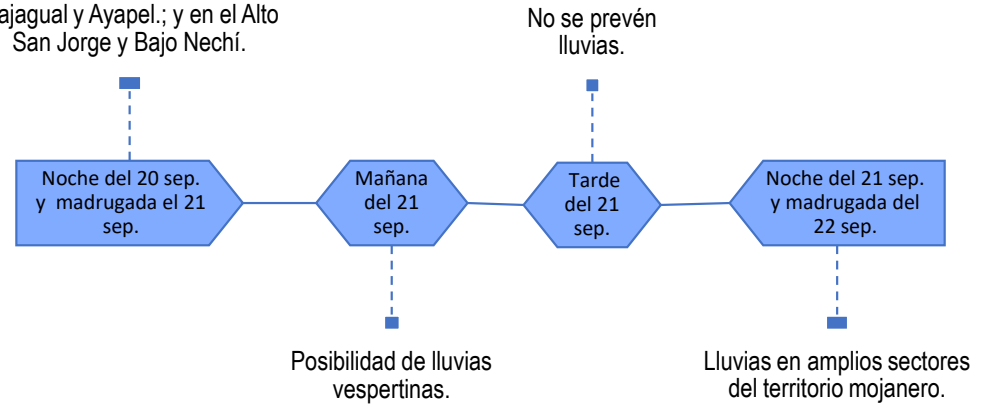 ajagual y Ayapel.; y en el Alto
San Jorge y Bajo Nechí.
No se prevén
lluvias.
Noche del 20 sep.
y madrugada el 21
sep.
Mañana
del 21
sep.
Tarde
del 21
sep.
Noche del 21 sep.
y madrugada del
22 sep.
Posibilidad de lluvias
vespertinas.
Lluvias en amplios sectores
del territorio mojanero.